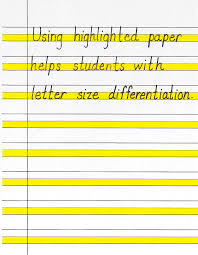 Using highlighted paper
helps students with
letter size differentiation.